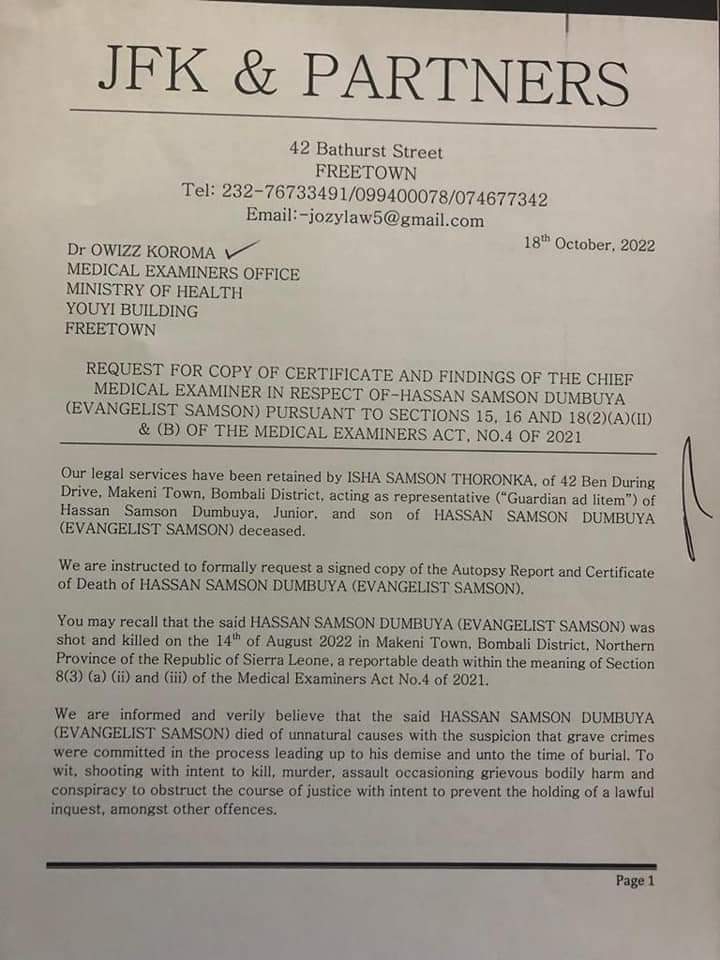 JFK & PARTNERS
42 Bathurst Street
FREETOWN
Tel: 232-76733491/099400078/074677342
Email:-jozylaw5@gmail.com
18th October, 2022
Dr OWIZZ KOROMA
MEDICAL EXAMINERS OFFICE
MINISTRY OF HEALTH
YOUYI BUILDING
FREETOWN
REQUEST FOR COPY OF CERTIFICATE AND FINDINGS OF THE CHIEF
MEDICAL EXAMINER IN RESPECT OF-HASSAN SAMSON DUMBUYA
(EVANGELIST SAMSON) PURSUANT TO SECTIONS 15, 16 AND 18(2)(A)(II)
& (B) OF THE MEDICAL EXAMINERS ACT, NO.4 OF 2021
Our legal services have been retained by ISHA SAMSON THORONKA, of 42 Ben During
Drive, Makeni Town, Bombali District, acting as representative ("Guardian ad litem") of
Hassan Samson Dumbuya, Junior, and son of HASSAN SAMSON DUMBUYA
(EVANGELIST SAMSON) deceased.
We are instructed to formally request a signed copy of the Autopsy Report and Certificate
of Death of HASSAN SAMSON DUMBUYA (EVANGELIST SAMSON).
You may recall that the said HASSAN SAMSON DUMBUYA (EVANGELIST SAMSON) was
shot and killed on the 14th of August 2022 in Makeni Town, Bombali District, Northern
Province of the Republic of Sierra Leone, a reportable death within the meaning of Section
8(3) (a) (ii) and (iii) of the Medical Examiners Act No.4 of 2021.
We are informed and verily believe that the said HASSAN SAMSON DUMBUYA
(EVANGELIST SAMSON) died of unnatural causes with the suspicion that grave crimes
were committed in the process leading up to his demise and unto the time of burial. To
wit, shooting with intent to kill, murder, assault occasioning grievous bodily harm and
conspiracy to obstruct the course of justice with intent to prevent the holding of a lawful
inquest, amongst other offences.
Page 1